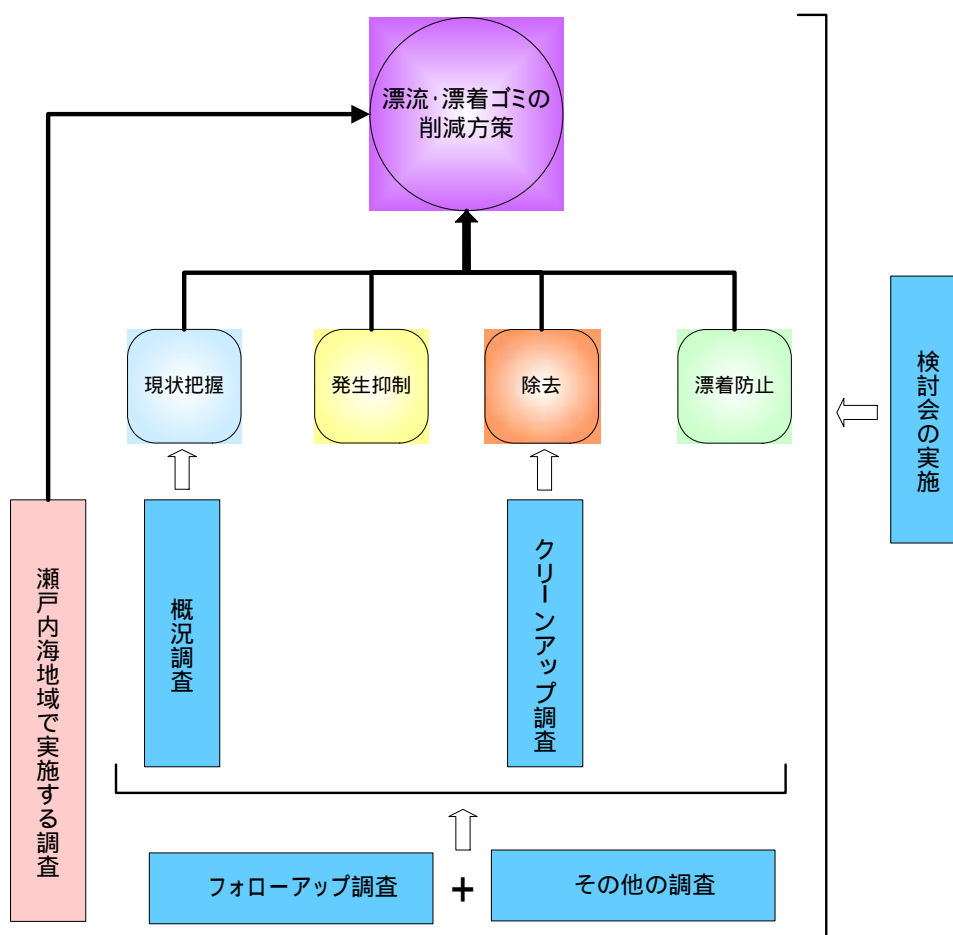 漂流・漂着ゴミの
削減方策
現状把握
発生抑制
除去
漂着防止
検討会の実施
瀬戸内海地域で実施する調査
概況調査
クリーンアップ調査
フォローアップ調査
+
その他の調査